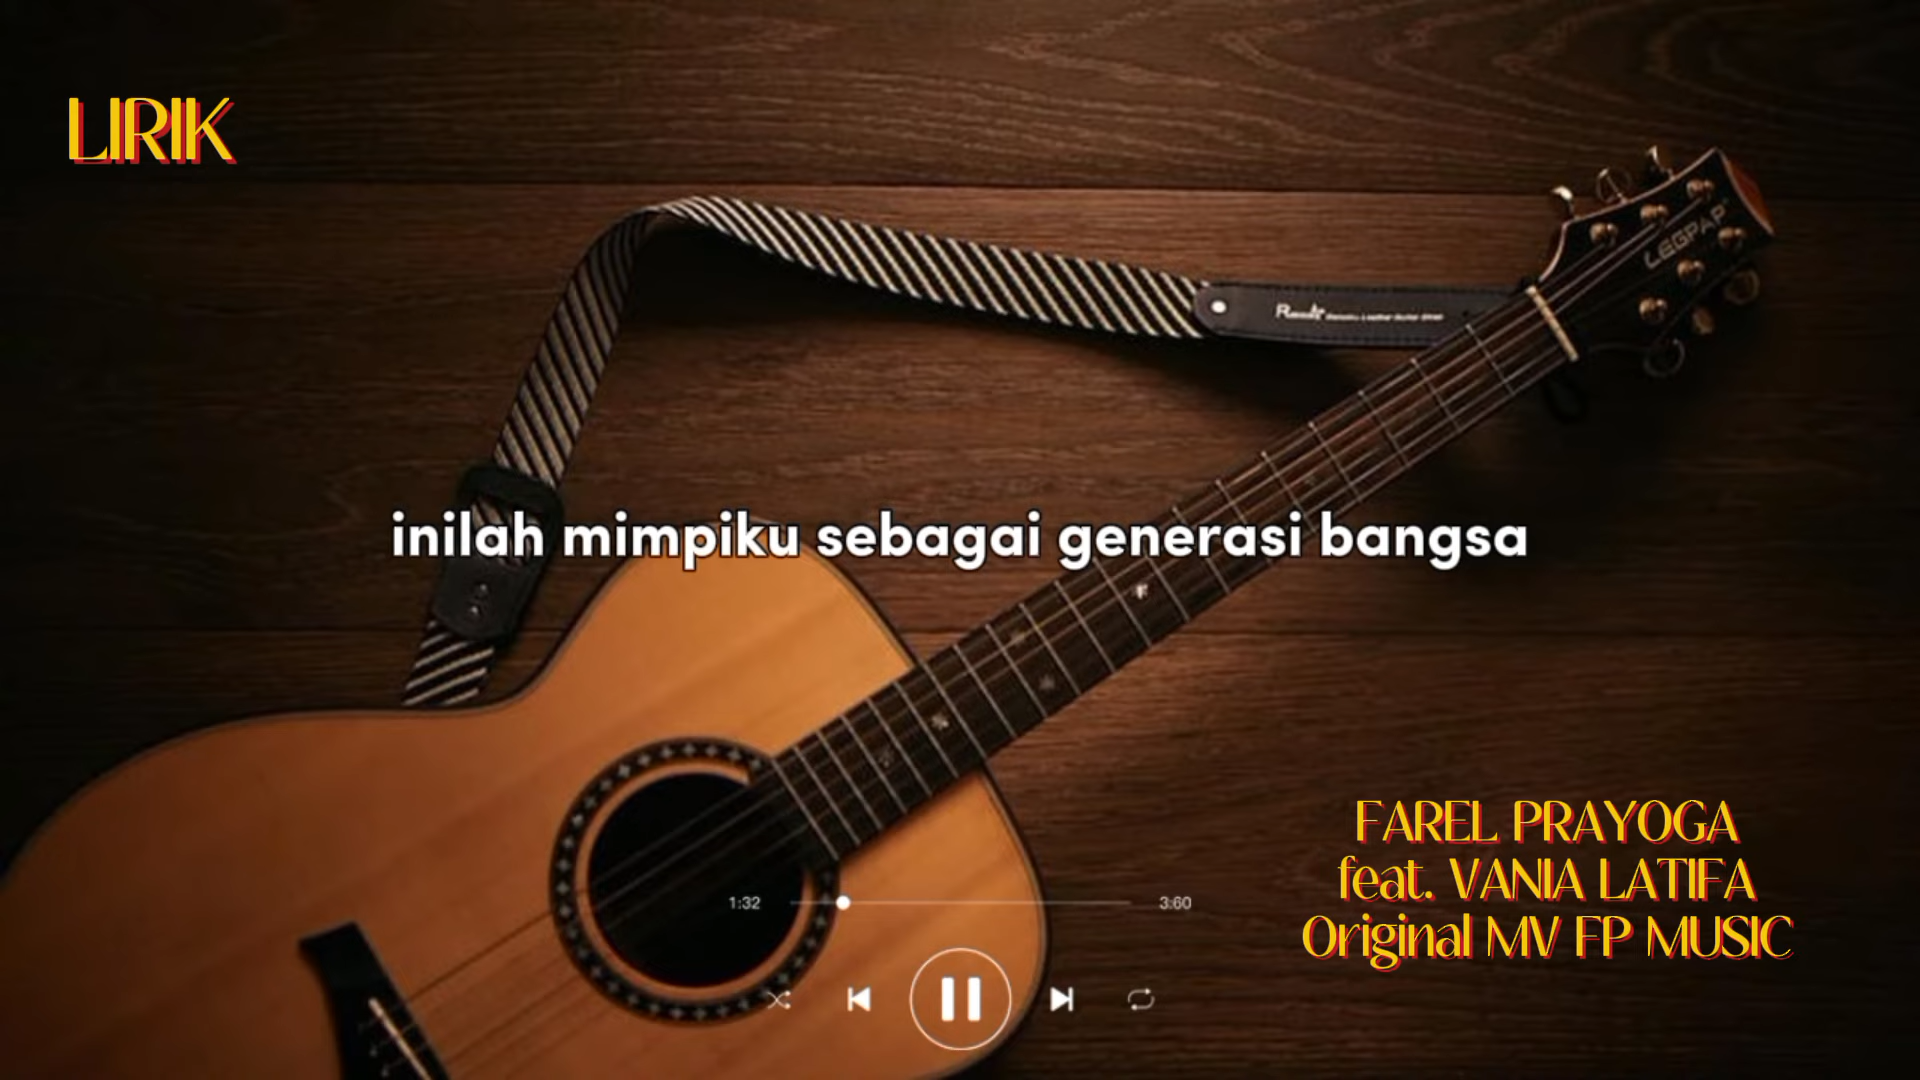 LIRIK
LEGPAP
inilah mimpiku sebagai generasi bangsa
FAREL PRAYOGA
feat. VANIA LATIFA
Original MV FP MUSIC
1:32
3:60